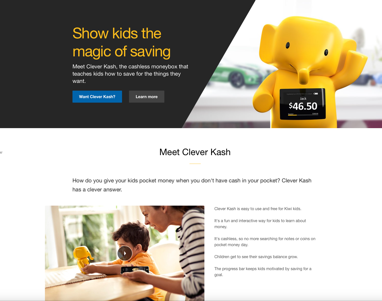 Show kids the
magic of saving
Meet Clever Kash, the cashless moneybox that
teaches kids how to save for the things they
want.
Want Clever Kash?
Learn more
$46.50
Meet Clever Kash
How do you give your kids pocket money when you don't have cash in your pocket? Clever Kash
has a clever answer.
Clever Kash is easy to use and free for Kiwi kids.
It's a fun and interactive way for kids to learn about
money.
It's cashless, so no more searching for notes or coins on
pocket money day.
Children get to see their savings balance grow.
The progress bar keeps kids motivated by saving for a
goal.